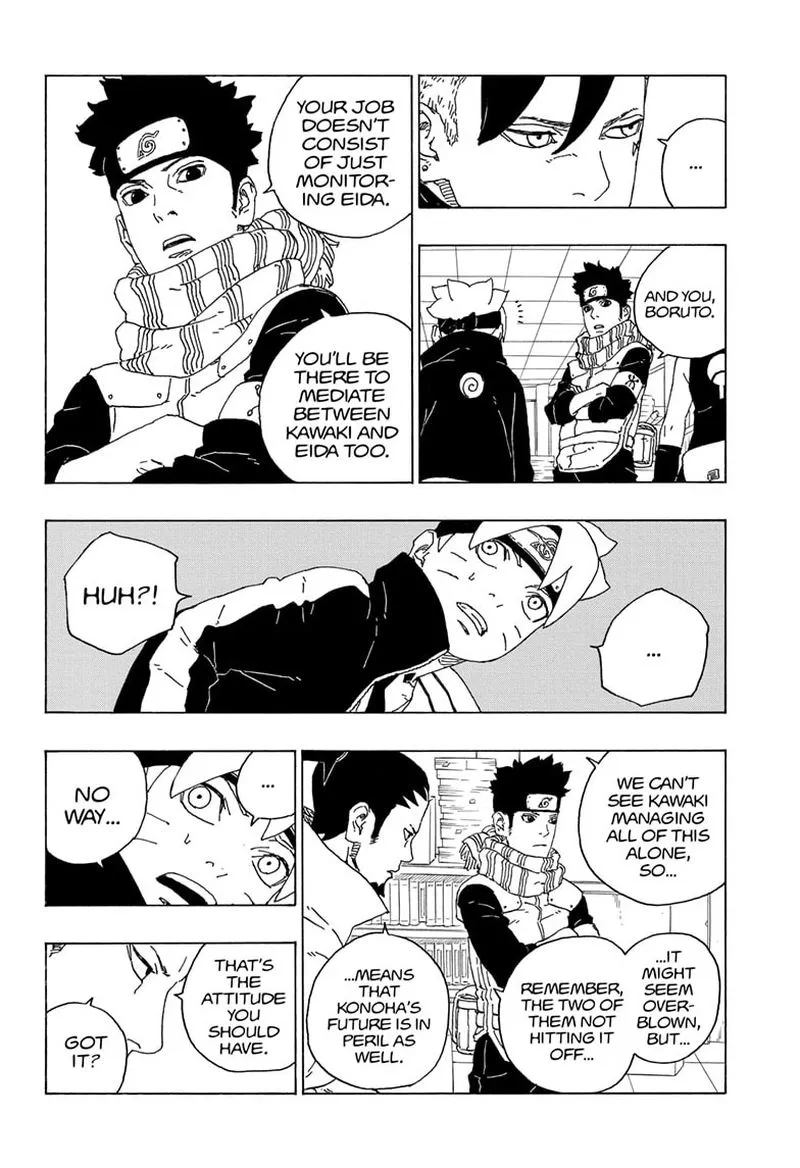 ...
AND YOU,
BORUTO.
YOUR JOB
DOESN'T
CONSIST
OF JUST
MONITOR-
ING EIDA.
YOU'LL BE
THERE TO
MEDIATE
BETWEEN
KAWAKI AND
EIDA TOO.
...
HUH?!
WE CAN'T
SEE KAWAKI
MANAGING
ALL OF THIS
ALONE,
SO...
...IT
MIGHT
SEEM
OVER-
BLOWN,
BUT...
REMEMBER,
THE TWO OF
THEM NOT
HITTING IT
OFF...
...MEANS
THAT
KONOHA'S
FUTURE IS IN
PERIL AS
WELL.
...
NO
WAY...
THAT'S
THE
ATTITUDE
YOU
SHOULD
HAVE.
GOT
IT?